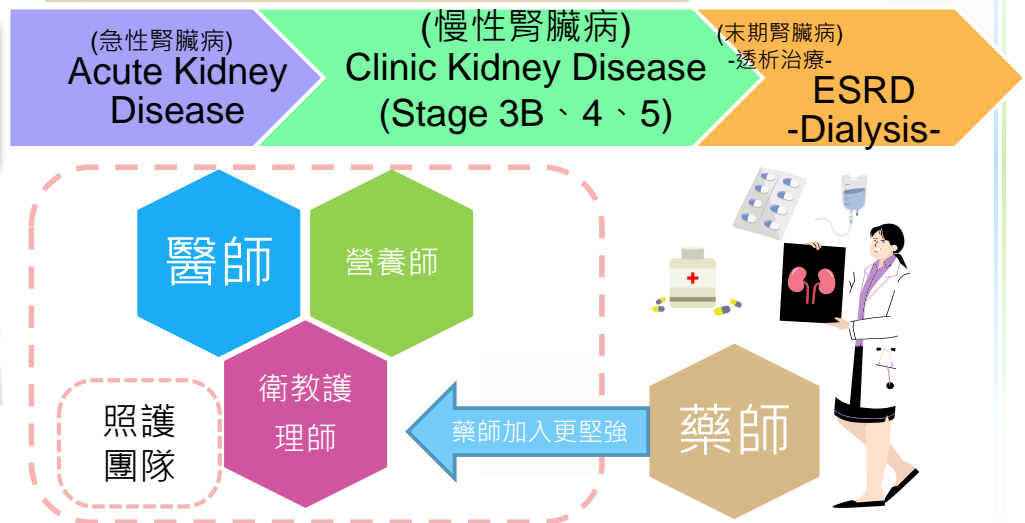 (急性腎臟病)
Acute Kidney
Disease
(慢性腎臟病)
Clinic Kidney Disease
(Stage 3B、4、5)
(末期腎臟病)
-透析治療-
ESRD
-Dialysis-
醫師
營養師
衛教護
理師
照護
團隊
藥師加入更堅強
藥師